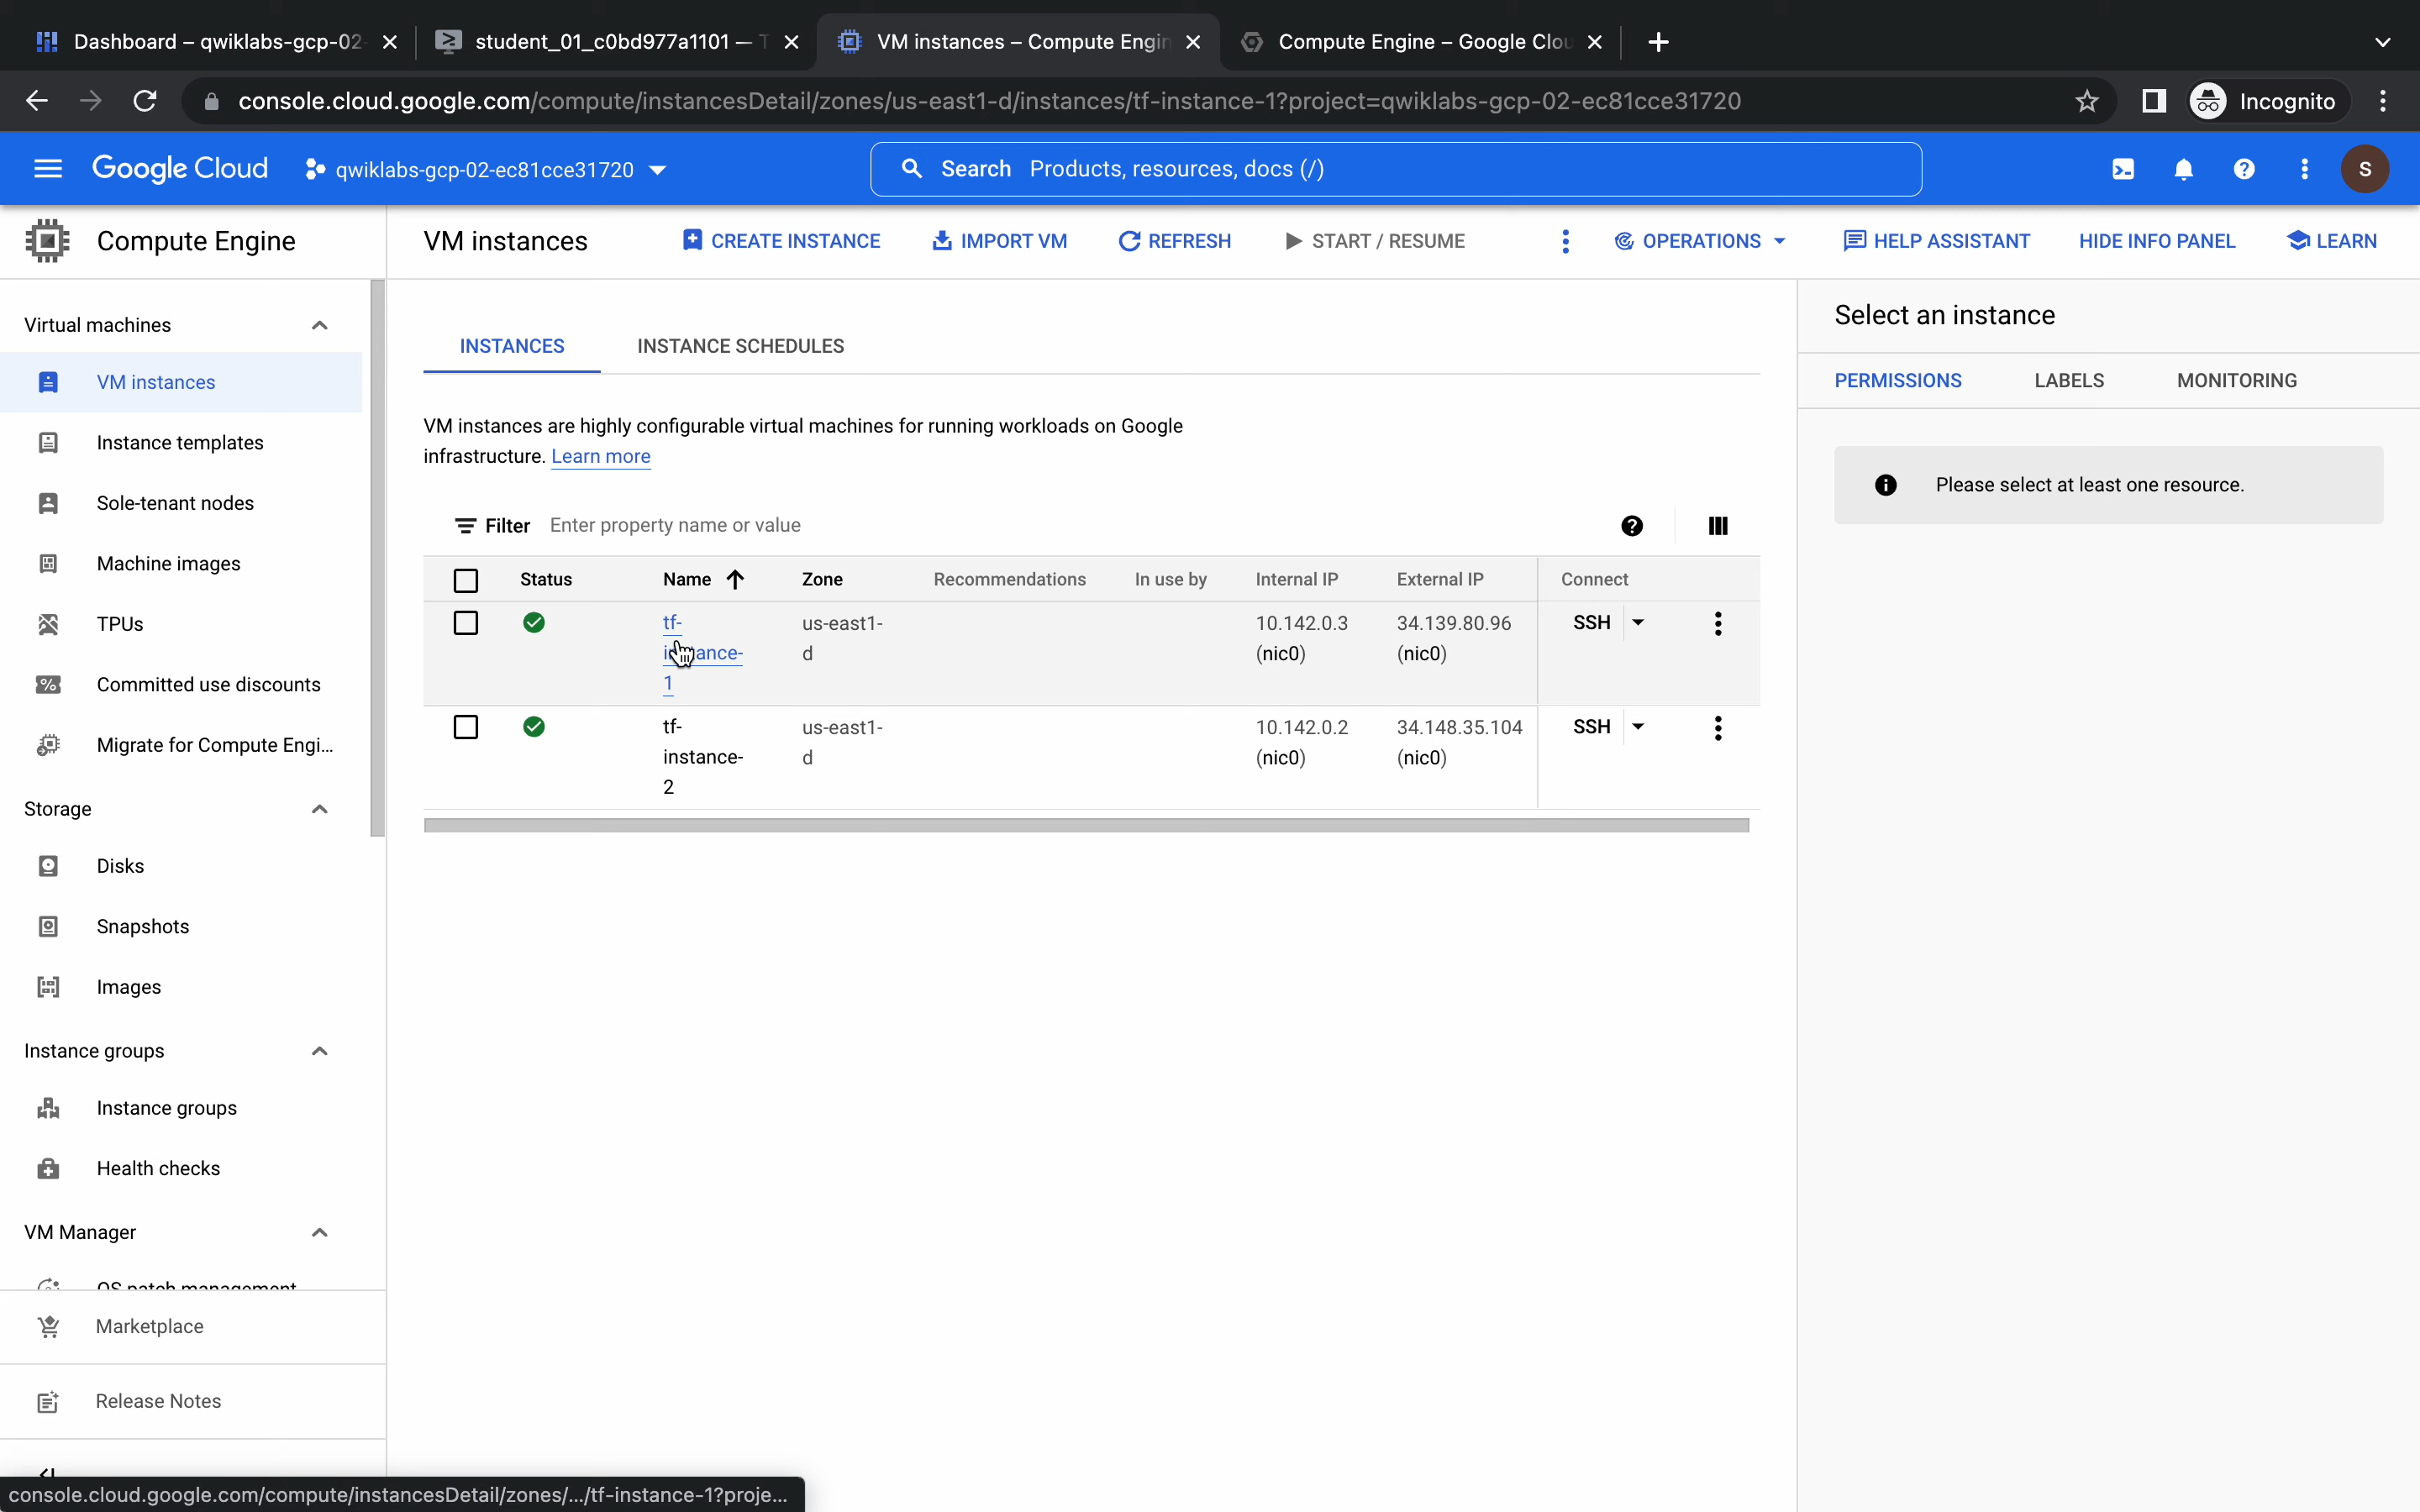 Dashboard – qwiklabs-gcp-02-
student_01_c0bd977a1101 — T
VM instances – Compute Engin
Compute Engine – Google Clou
console.cloud.google.com/compute/instancesDetail/zones/us-east1-d/instances/tf-instance-1?project=qwiklabs-gcp-02-ec81cce31720
Incognito
Google Cloud
qwiklabs-gcp-02-ec81cce31720
Search Products, resources, docs (/)
S
Compute Engine
VM instances
CREATE INSTANCE
IMPORT VM
REFRESH
START / RESUME
OPERATIONS
HELP ASSISTANT
HIDE INFO PANEL
LEARN
Virtual machines
VM instances
Instance templates
Sole-tenant nodes
Machine images
TPUs
Committed use discounts
Migrate for Compute Engi...
Storage
Disks
Snapshots
Images
Instance groups
Instance groups
Health checks
VM Manager
OS patch management
Marketplace
Release Notes
INSTANCES
INSTANCE SCHEDULES
VM instances are highly configurable virtual machines for running workloads on Google
infrastructure. Learn more
Filter Enter property name or value
Status Name Zone Recommendations In use by Internal IP External IP Connect
tf- us-east1- 10.142.0.3 34.139.80.96 SSH
instance- d (nic0) (nic0)
1
tf- us-east1- 10.142.0.2 34.148.35.104 SSH
instance- d (nic0) (nic0)
2
Select an instance
PERMISSIONS
LABELS
MONITORING
Please select at least one resource.
console.cloud.google.com/compute/instancesDetail/zones/.../tf-instance-1?proje...